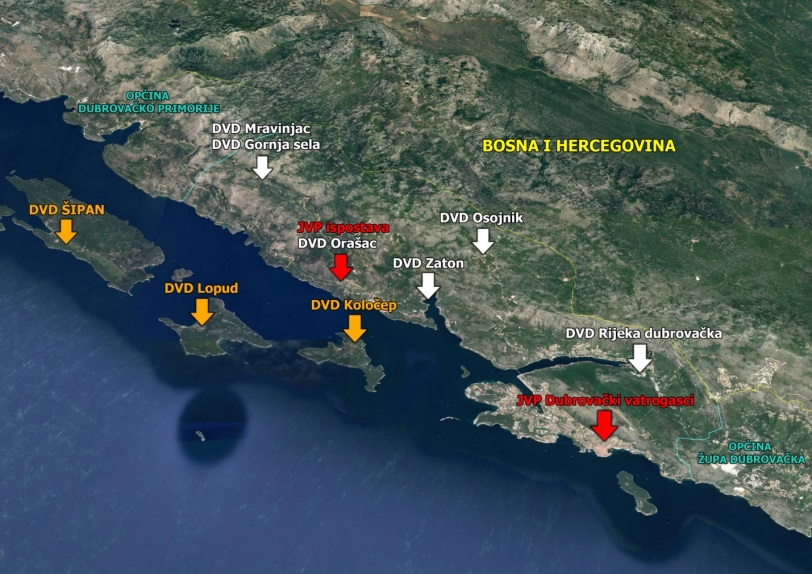 OPĆINA
DUBROVAČKO PRIMORIJE
DVD Mravinjac
DVD Gornja sela
BOSNA I HERCEGOVINA
DVD ŠIPAN
JVP ispostava
DVD Orašac
DVD Osojnik
DVD Zaton
DVD Lopud
DVD Koločep
DVD Rijeka dubrovačka
JVP Dubrovački vatrogasci
OPĆINA
ŽUPA DUBROVAČKA